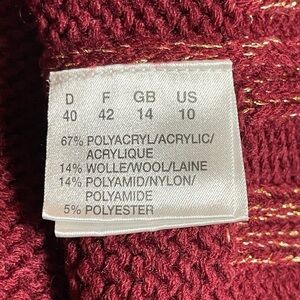 D F GB US
40 42 14 10
67% POLYACRYL/ACRYLIC/
ACRYLIQUE
14% WOLLE/WOOL/LAINE
14% POLYAMID/NYLON/
POLYAMIDE
5% POLYESTER